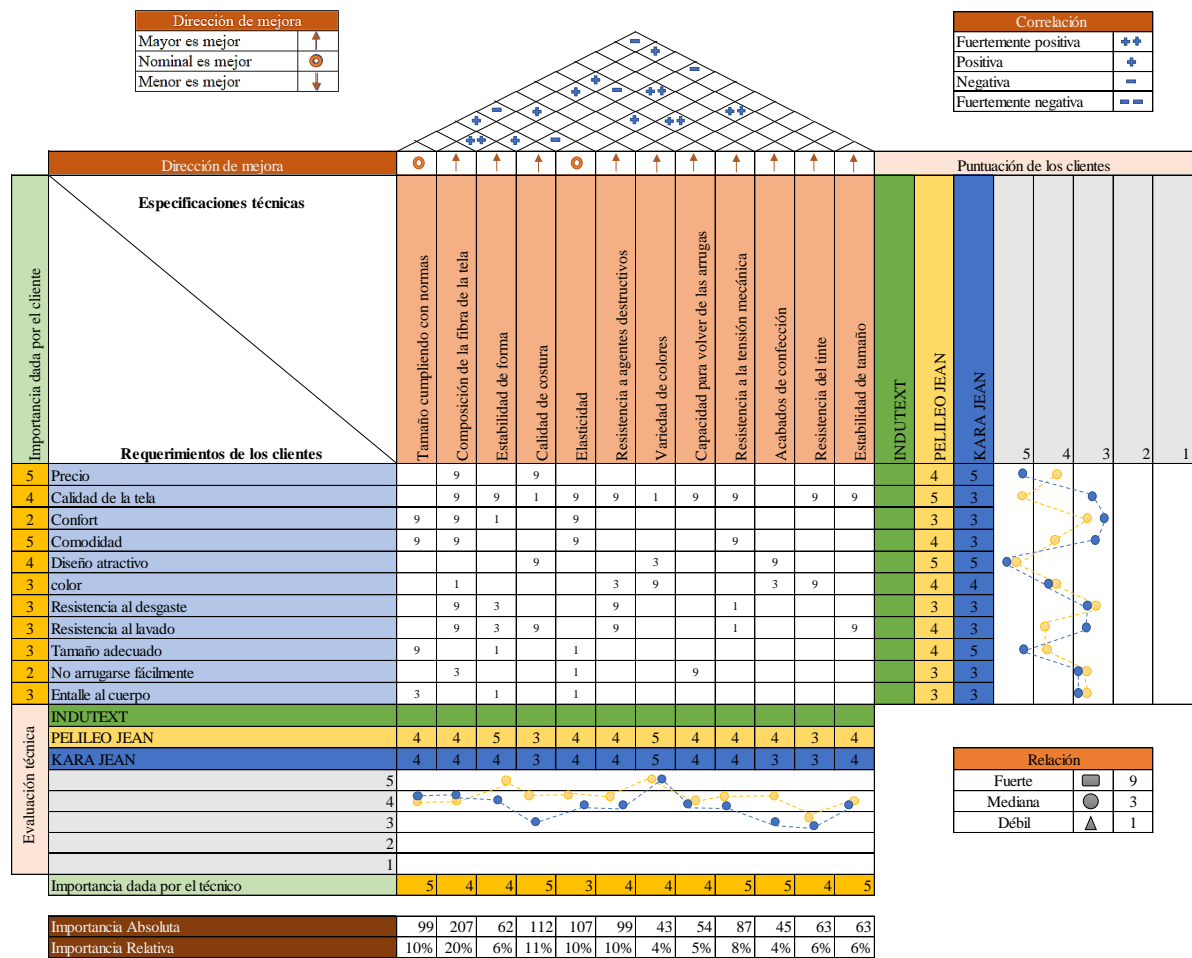 Dirección de mejora
Mayor es mejor
Nominal es mejor
Menor es mejor
Correlación
Fuertemente positiva
Positiva
Negativa
Fuertemente negativa
Dirección de mejora
Puntuación de los clientes
Importancia dada por el cliente
Especificaciones técnicas
Requerimientos de los clientes
Tamaño cumpliendo con normas
Composición de la fibra de la tela
Estabilidad de forma
Calidad de costura
Elasticidad
Resistencia a agentes destructivos
Variedad de colores
Capacidad para volver de las arrugas
Resistencia a la tensión mecánica
Acabados de confección
Resistencia del tinte
Estabilidad de tamaño
INDUTEXT
PELILEO JEAN
KARA JEAN
5 4 3 2 1
5 Precio 9 9 4 5
4 Calidad de la tela 9 9 1 9 9 1 9 9 9 9 5 3
2 Confort 9 9 1 9 3 3
5 Comodidad 9 9 9 9 4 3
4 Diseño atractivo 9 3 9 5 5
3 color 1 3 9 3 9 4 4
3 Resistencia al desgaste 9 3 9 1 3 3
3 Resistencia al lavado 9 3 9 9 1 9 4 3
3 Tamaño adecuado 9 1 1 4 5
2 No arrugarse fácilmente 3 1 9 3 3
3 Entalle al cuerpo 3 1 1 3 3
Evaluación técnica
INDUTEXT
PELILEO JEAN 4 4 5 3 4 4 5 4 4 4 3 4
KARA JEAN 4 4 4 3 4 4 5 4 4 3 3 4
5
4
3
2
1
Importancia dada por el técnico 5 4 4 5 3 4 4 4 5 5 4 5
Relación
Fuerte 9
Mediana 3
Débil 1
Importancia Absoluta 99 207 62 112 107 99 43 54 87 45 63 63
Importancia Relativa 10% 20% 6% 11% 10% 10% 4% 5% 8% 4% 6% 6%